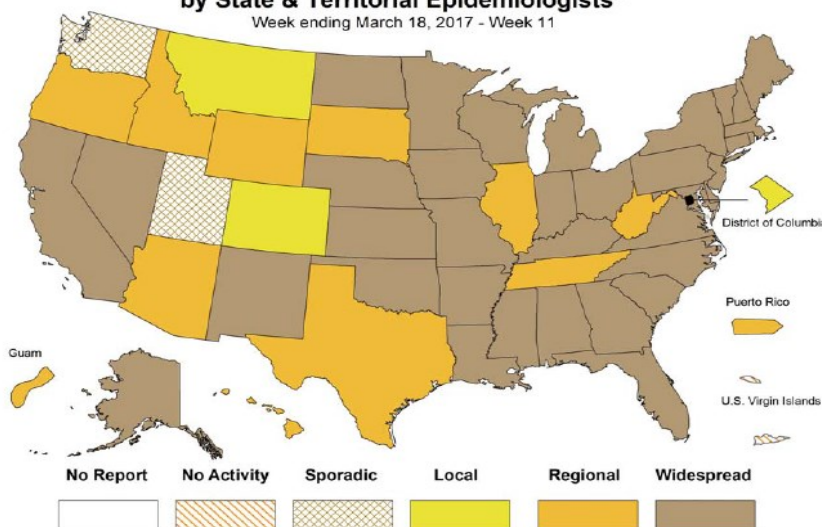 by State & Territorial Epidemiologists
Week ending March 18, 2017 - Week 11
District of Columbi
Puerto Rico
Guam
U.S. Virgin Islands
No Report No Activity Sporadic Local Regional Widespread